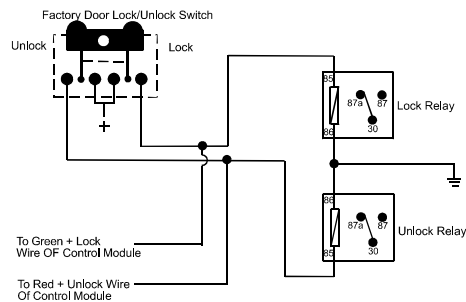 Factory Door Lock/Unlock Switch
Unlock
Lock
+
85
87a
87
30
86
Lock Relay
86
87a
87
30
85
Unlock Relay
To Green + Lock
Wire OF Control Module
To Red + Unlock Wire
Of Control Module